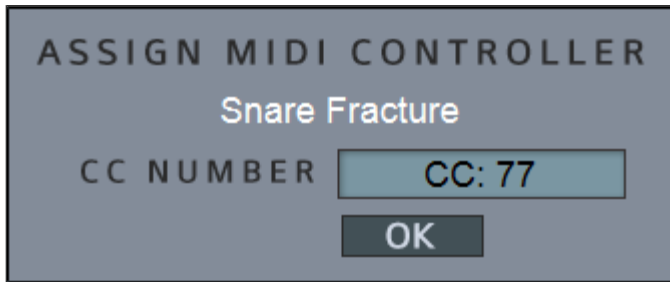 ASSIGN MIDI CONTROLLER
Snare Fracture
CC NUMBER CC: 77
OK